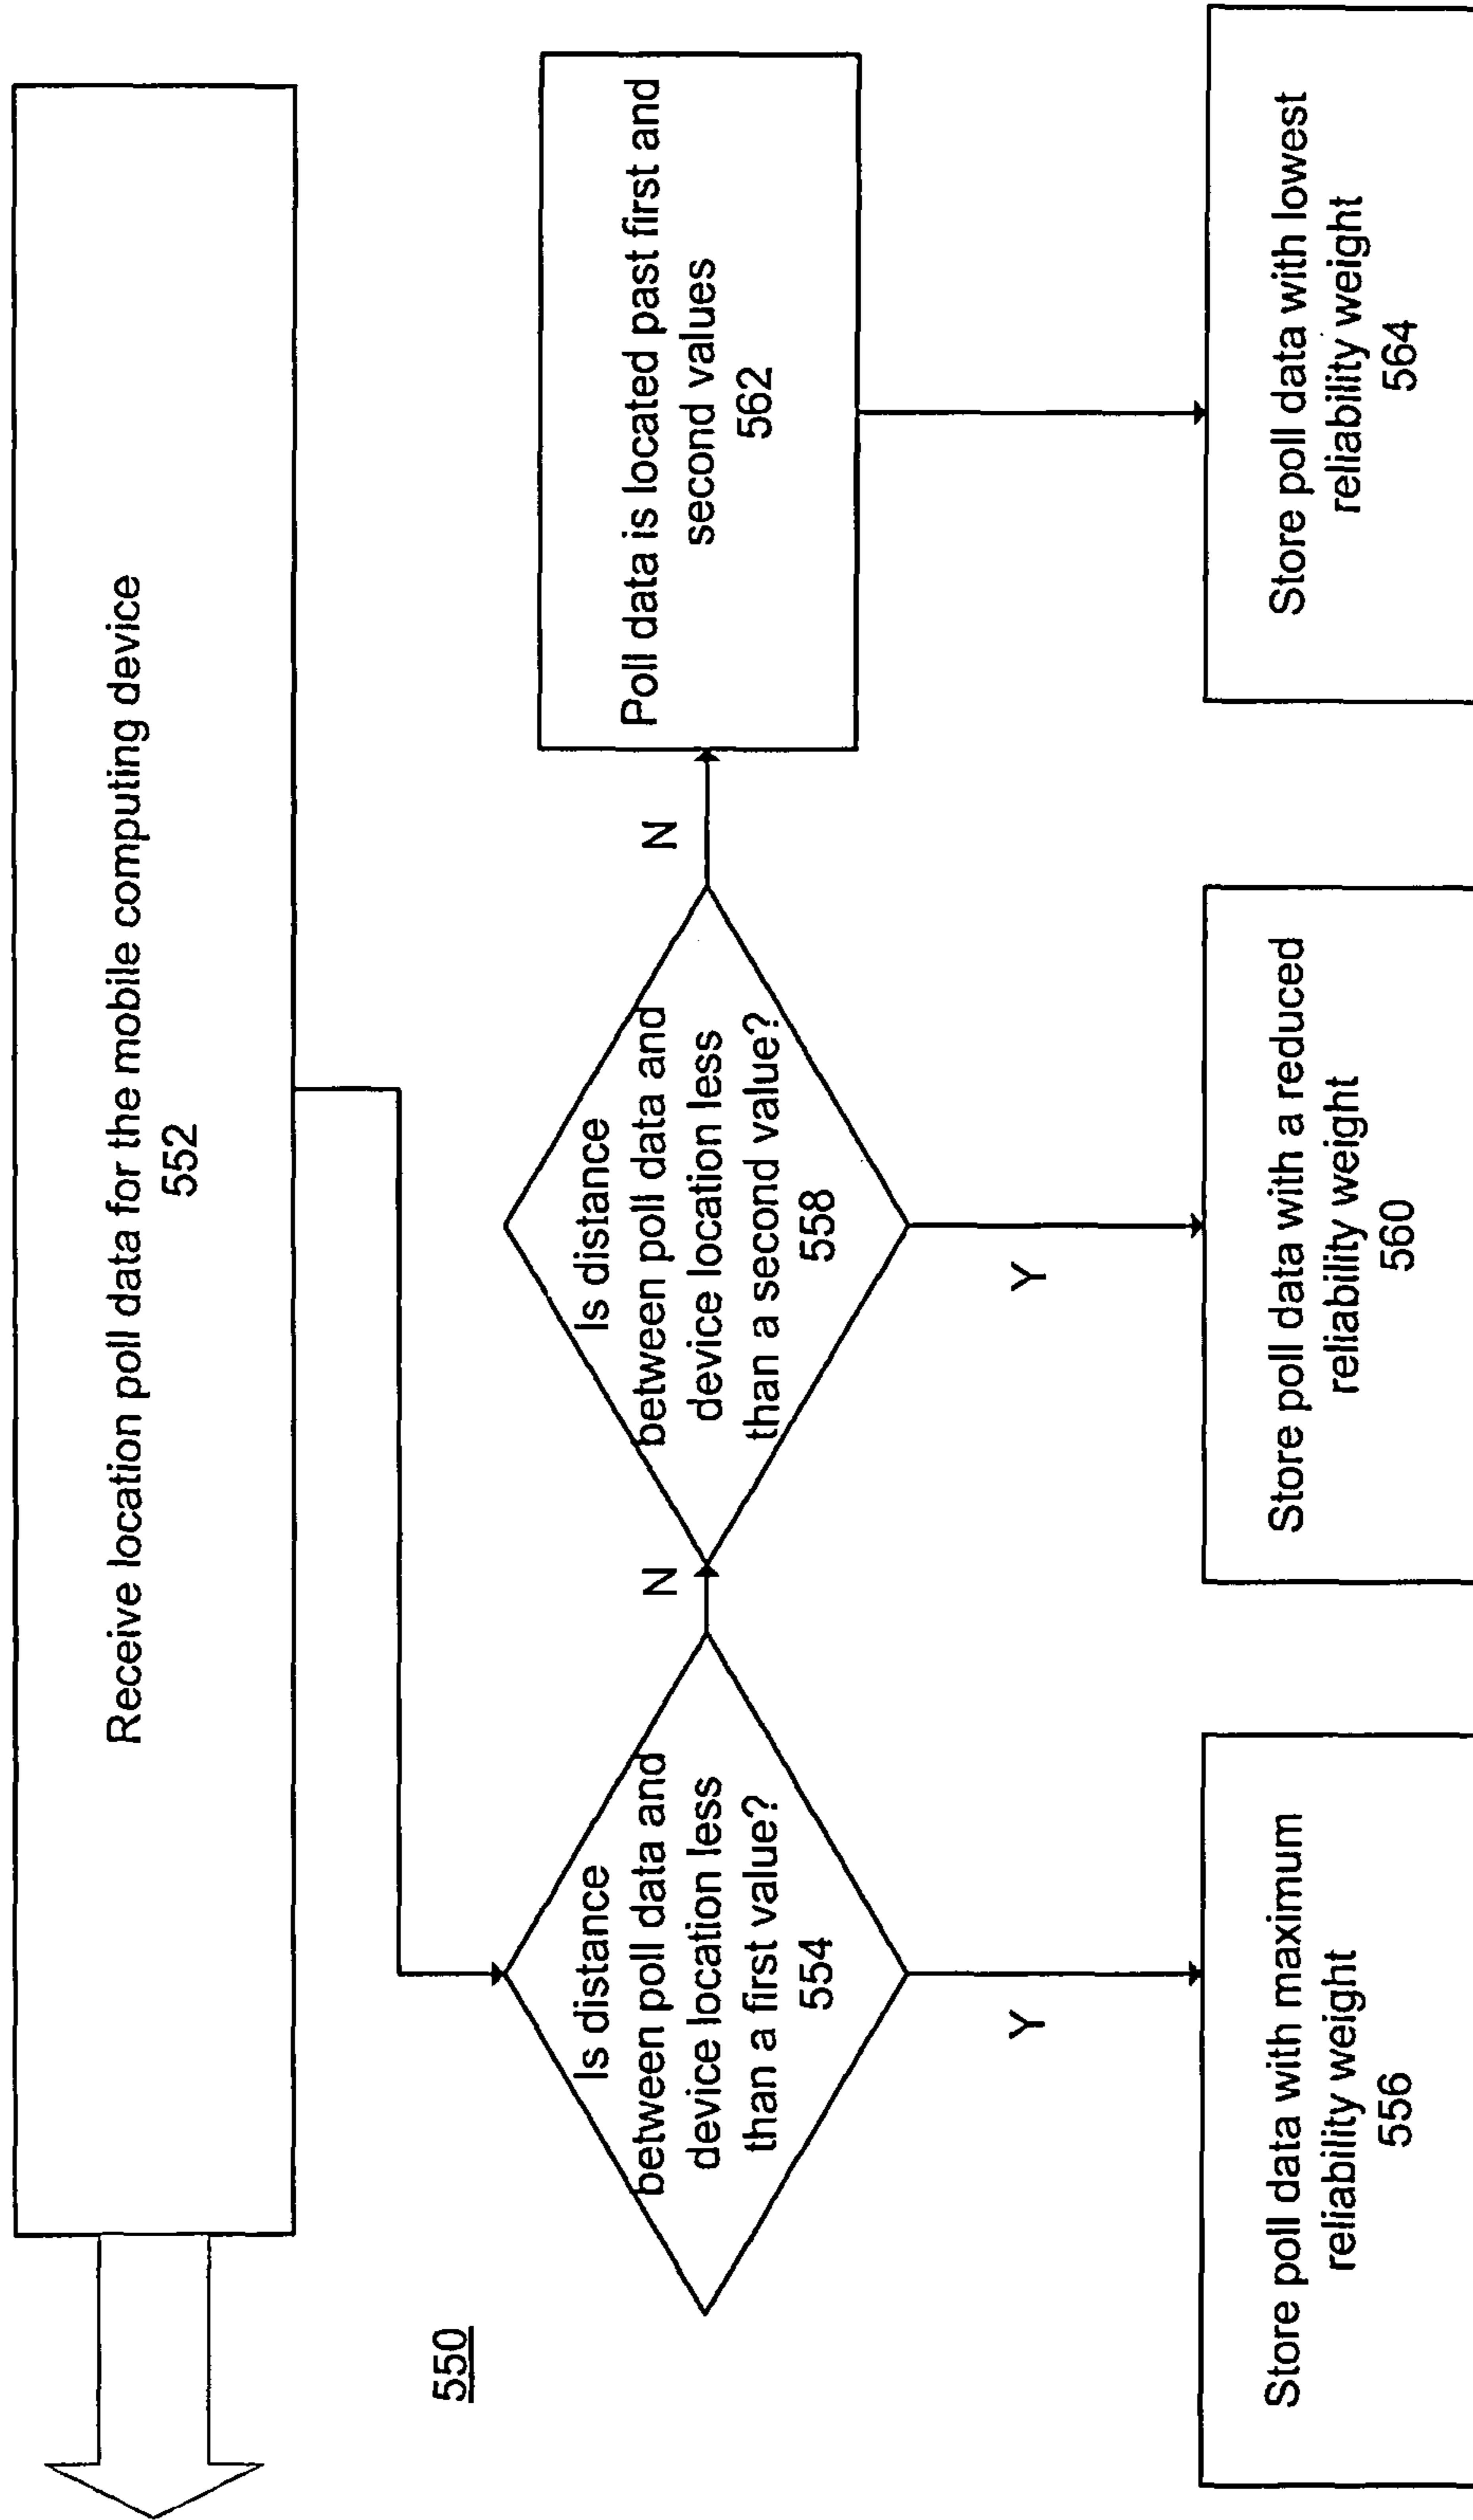 Receive location poll data for the mobile computing device
552
550
Is distance
between poll data and
device location less
than a first value?
554
N
Is distance
between poll data and
device location less
than a second value?
558
N
Poll data is located past first and
second values
562
Y
Y
Store poll data with maximum
reliability weight
556
Store poll data with a reduced
reliability weight
560
Store poll data with lowest
reliability weight
564